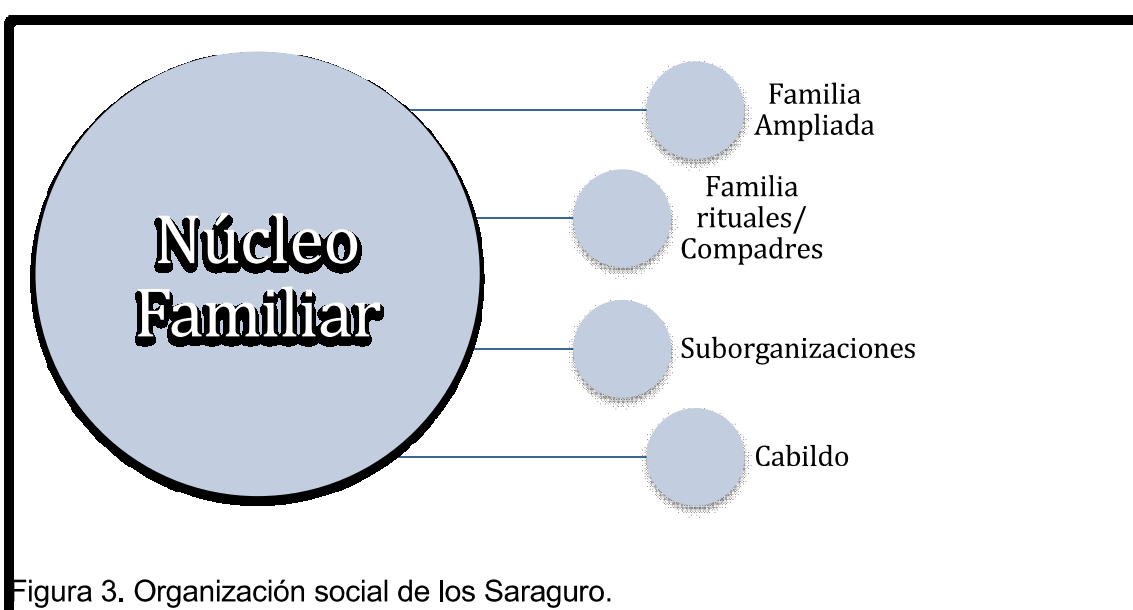 Núcleo
Familiar
Familia
Ampliada
Familia
rituales/
Compadres
Suborganizaciones
Cabildo
Figura 3. Organización social de los Saraguro.